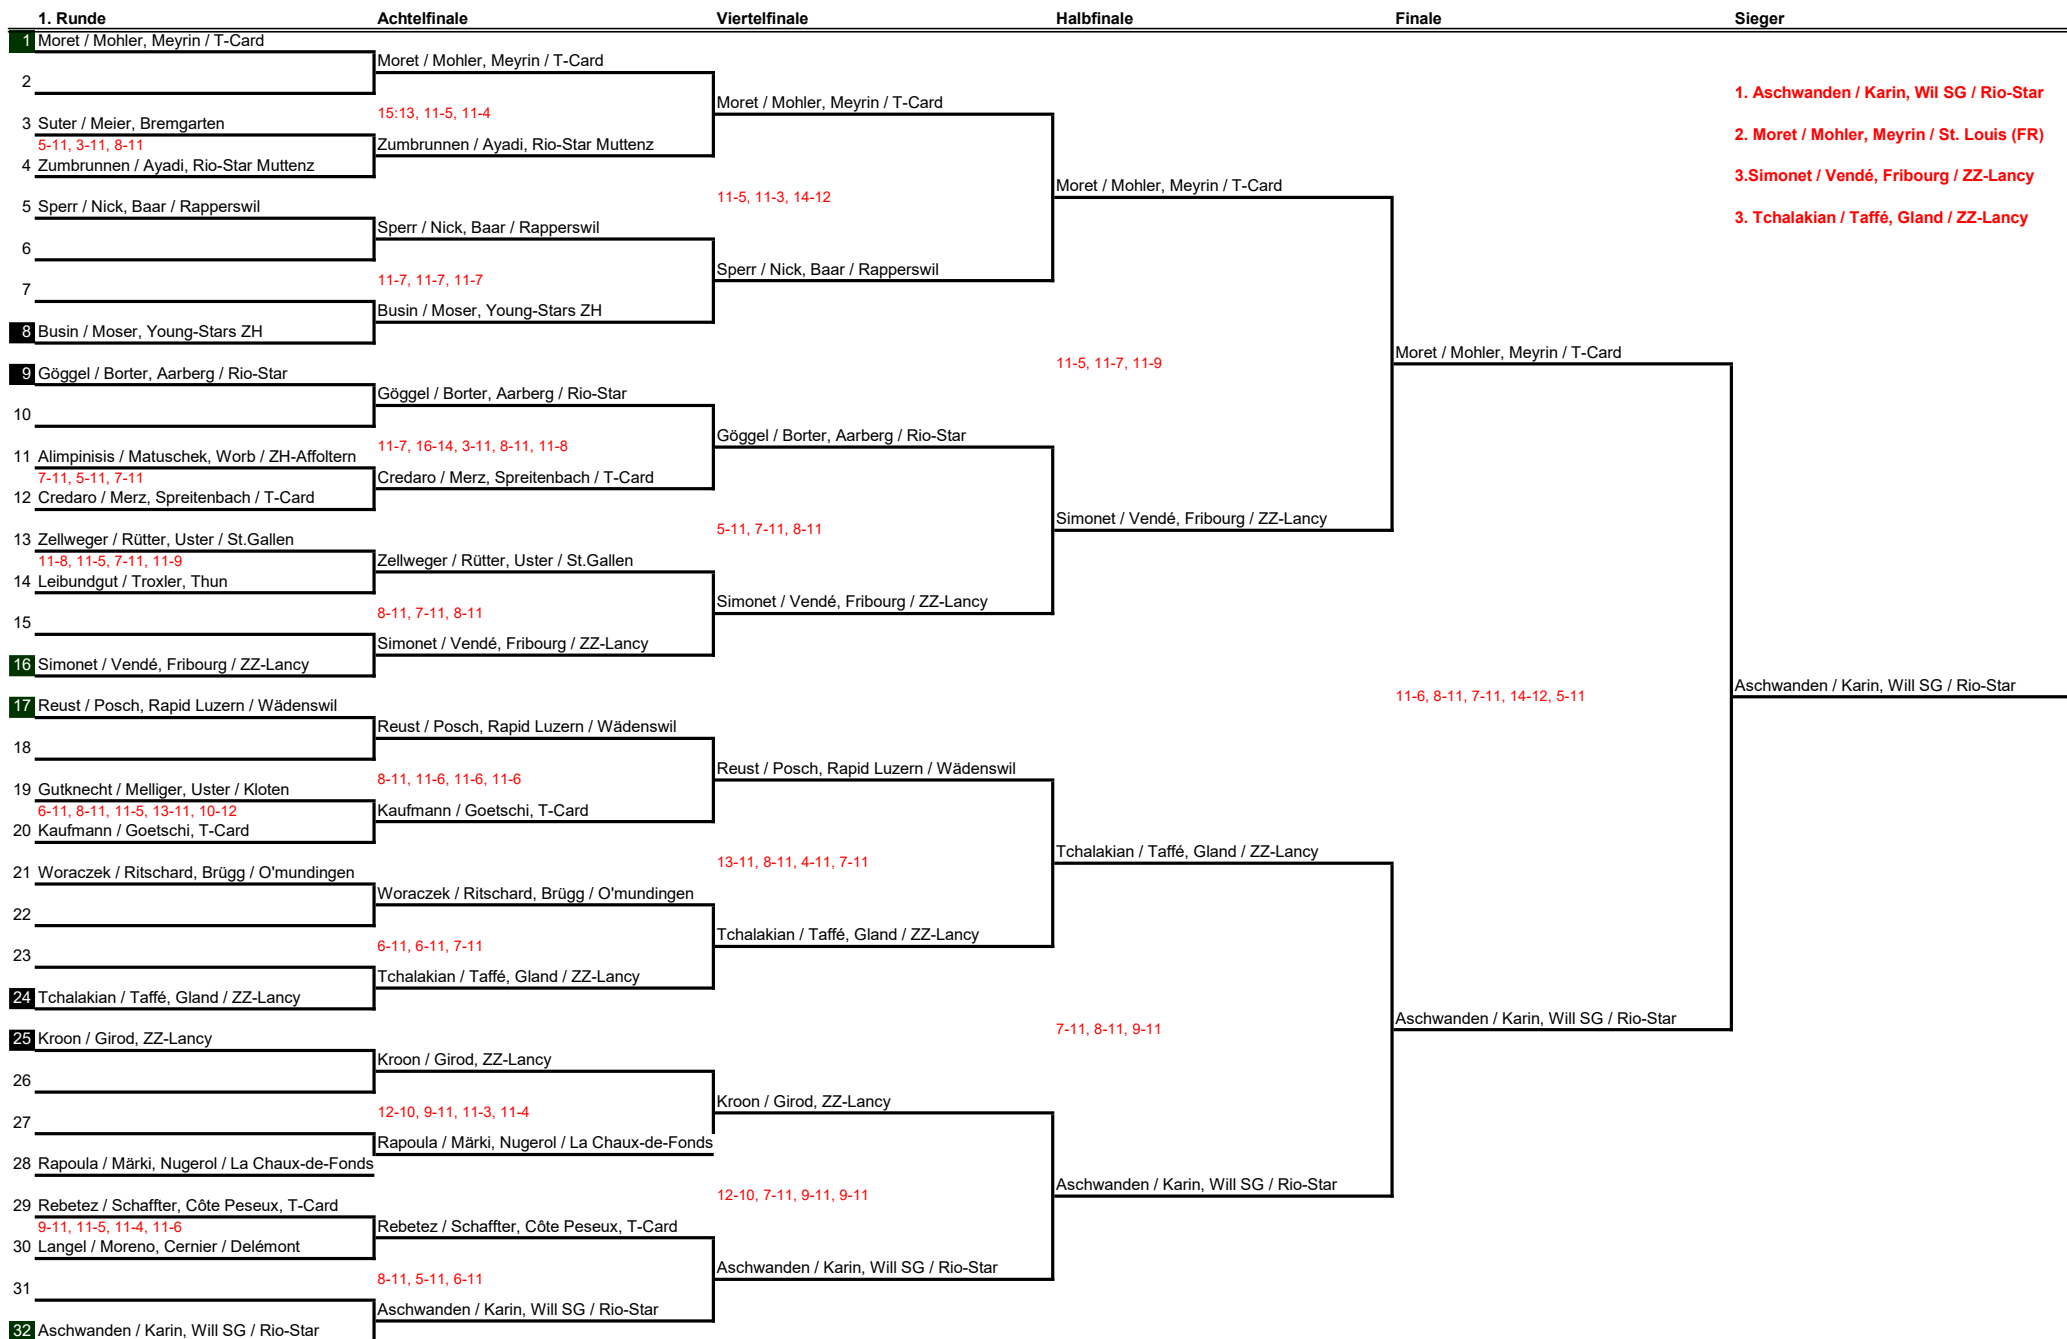 1. Runde Achtelfinale Viertelfinale Halbfinale Finale Sieger
1 Moret / Mohler, Meyrin / T-Card
Moret / Mohler, Meyrin / T-Card
2
1. Aschwanden / Karin, Wil SG / Rio-Star
Moret / Mohler, Meyrin / T-Card
15:13, 11-5, 11-4
3 Suter / Meier, Bremgarten
2. Moret / Mohler, Meyrin / St. Louis (FR)
5-11, 3-11, 8-11
Zumbrunnen / Ayadi, Rio-Star Muttenz
4 Zumbrunnen / Ayadi, Rio-Star Muttenz
3.Simonet / Vendé, Fribourg / ZZ-Lancy
Moret / Mohler, Meyrin / T-Card
11-5, 11-3, 14-12
5 Sperr / Nick, Baar / Rapperswil
3. Tchalakian / Taffé, Gland / ZZ-Lancy
Sperr / Nick, Baar / Rapperswil
6
Sperr / Nick, Baar / Rapperswil
11-7, 11-7, 11-7
7
Busin / Moser, Young-Stars ZH
8 Busin / Moser, Young-Stars ZH
Moret / Mohler, Meyrin / T-Card
11-5, 11-7, 11-9
9 Göggel / Borter, Aarberg / Rio-Star
Göggel / Borter, Aarberg / Rio-Star
10
Göggel / Borter, Aarberg / Rio-Star
11-7, 16-14, 3-11, 8-11, 11-8
11 Alimpinisis / Matuschek, Worb / ZH-Affoltern
7-11, 5-11, 7-11
Credaro / Merz, Spreitenbach / T-Card
12 Credaro / Merz, Spreitenbach / T-Card
Simonet / Vendé, Fribourg / ZZ-Lancy
5-11, 7-11, 8-11
13 Zellweger / Rütter, Uster / St.Gallen
11-8, 11-5, 7-11, 11-9
Zellweger / Rütter, Uster / St.Gallen
14 Leibundgut / Troxler, Thun
Simonet / Vendé, Fribourg / ZZ-Lancy
8-11, 7-11, 8-11
15
Simonet / Vendé, Fribourg / ZZ-Lancy
16 Simonet / Vendé, Fribourg / ZZ-Lancy
Aschwanden / Karin, Will SG / Rio-Star
11-6, 8-11, 7-11, 14-12, 5-11
17 Reust / Posch, Rapid Luzern / Wädenswil
Reust / Posch, Rapid Luzern / Wädenswil
18
Reust / Posch, Rapid Luzern / Wädenswil
8-11, 11-6, 11-6, 11-6
19 Gutknecht / Melliger, Uster / Kloten
6-11, 8-11, 11-5, 13-11, 10-12
Kaufmann / Goetschi, T-Card
20 Kaufmann / Goetschi, T-Card
Tchalakian / Taffé, Gland / ZZ-Lancy
13-11, 8-11, 4-11, 7-11
21 Woraczek / Ritschard, Brügg / O'mundingen
Woraczek / Ritschard, Brügg / O'mundingen
22
Tchalakian / Taffé, Gland / ZZ-Lancy
6-11, 6-11, 7-11
23
Tchalakian / Taffé, Gland / ZZ-Lancy
24 Tchalakian / Taffé, Gland / ZZ-Lancy
Aschwanden / Karin, Will SG / Rio-Star
7-11, 8-11, 9-11
25 Kroon / Girod, ZZ-Lancy
Kroon / Girod, ZZ-Lancy
26
Kroon / Girod, ZZ-Lancy
12-10, 9-11, 11-3, 11-4
27
Rapoula / Märki, Nugerol / La Chaux-de-Fonds
28 Rapoula / Märki, Nugerol / La Chaux-de-Fonds
Aschwanden / Karin, Will SG / Rio-Star
12-10, 7-11, 9-11, 9-11
29 Rebetez / Schaffter, Côte Peseux, T-Card
9-11, 11-5, 11-4, 11-6
Rebetez / Schaffter, Côte Peseux, T-Card
30 Langel / Moreno, Cernier / Delémont
Aschwanden / Karin, Will SG / Rio-Star
8-11, 5-11, 6-11
31
Aschwanden / Karin, Will SG / Rio-Star
32 Aschwanden / Karin, Will SG / Rio-Star